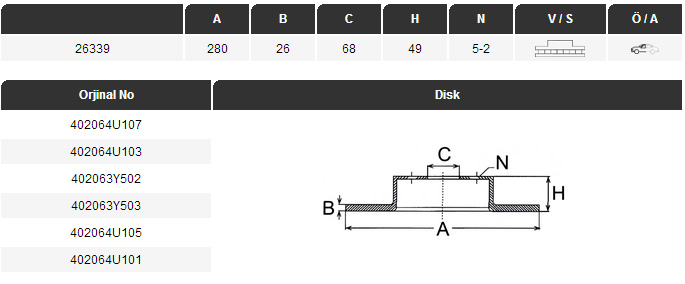 A B C H N V / S Ö / A
26339 280 26 68 49 5-2
Orjinal No Disk
402064U107
402064U103
402063Y502
402063Y503
402064U105
402064U101
C N
B H
A